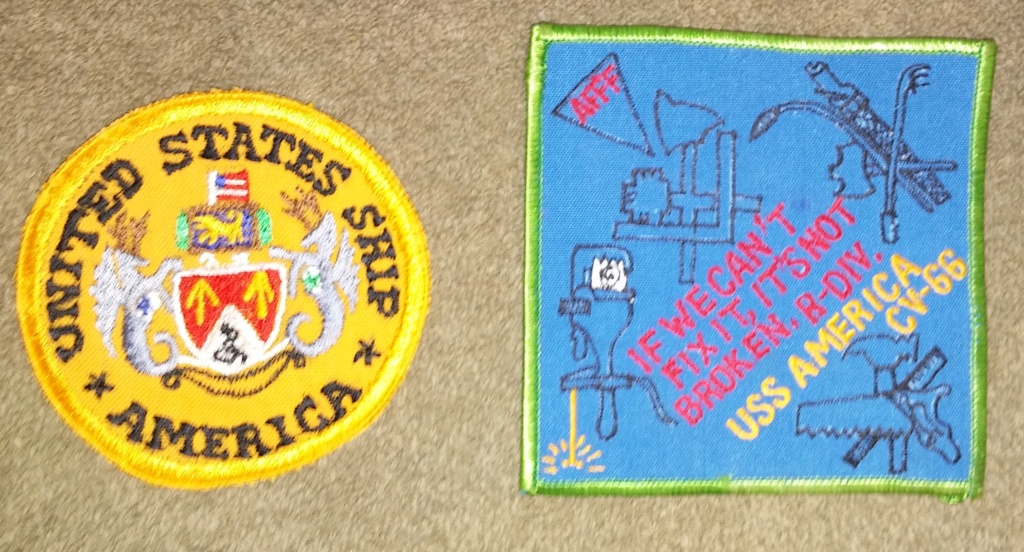 UNITED STATES SHIP
AMERICA
AFFF
IF WE CAN'T
FIX IT, IT'S NOT
BROKEN, B-DIV.
USS AMERICA
CV-66